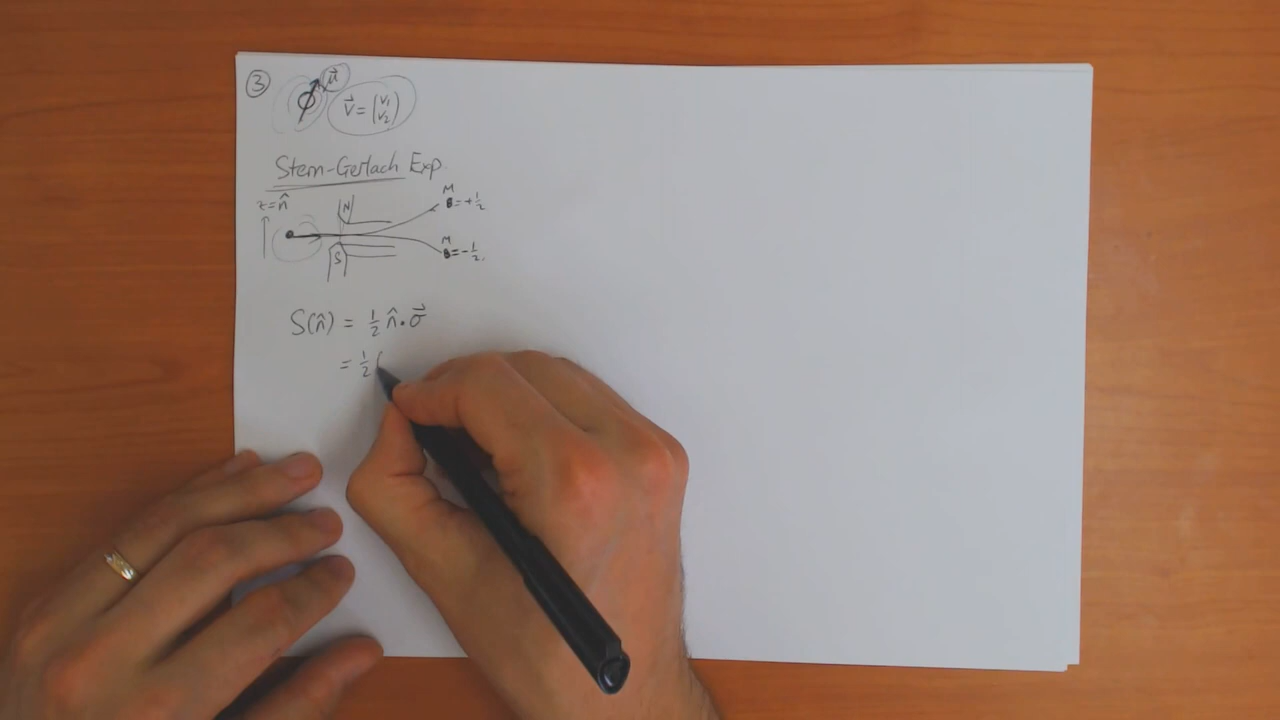 ③ μ⃗
v⃗ = (v₁ v₂)
Stern-Gerlach Exp.
z = n̂ N M = +½
S M = -½.
S(n̂) = ½ n̂·σ⃗
= ½ (